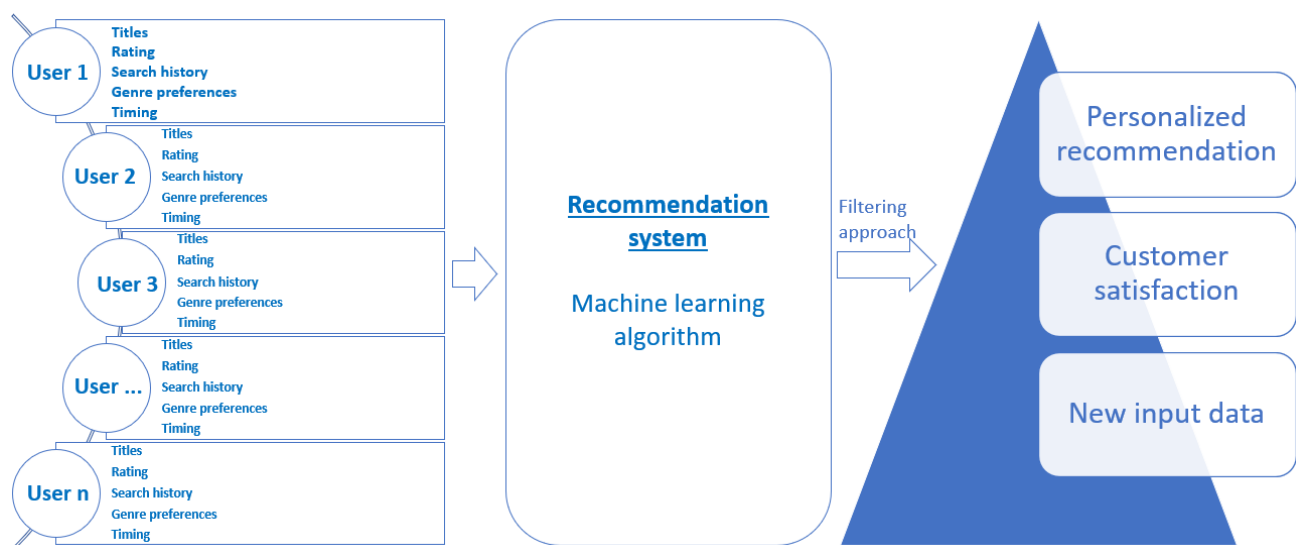 User 1
Titles
Rating
Search history
Genre preferences
Timing
User 2
Titles
Rating
Search history
Genre preferences
Timing
User 3
Titles
Rating
Search history
Genre preferences
Timing
User ...
Titles
Rating
Search history
Genre preferences
Timing
User n
Titles
Rating
Search history
Genre preferences
Timing
Recommendation
system
Machine learning
algorithm
Filtering
approach
Personalized
recommendation
Customer
satisfaction
New input data